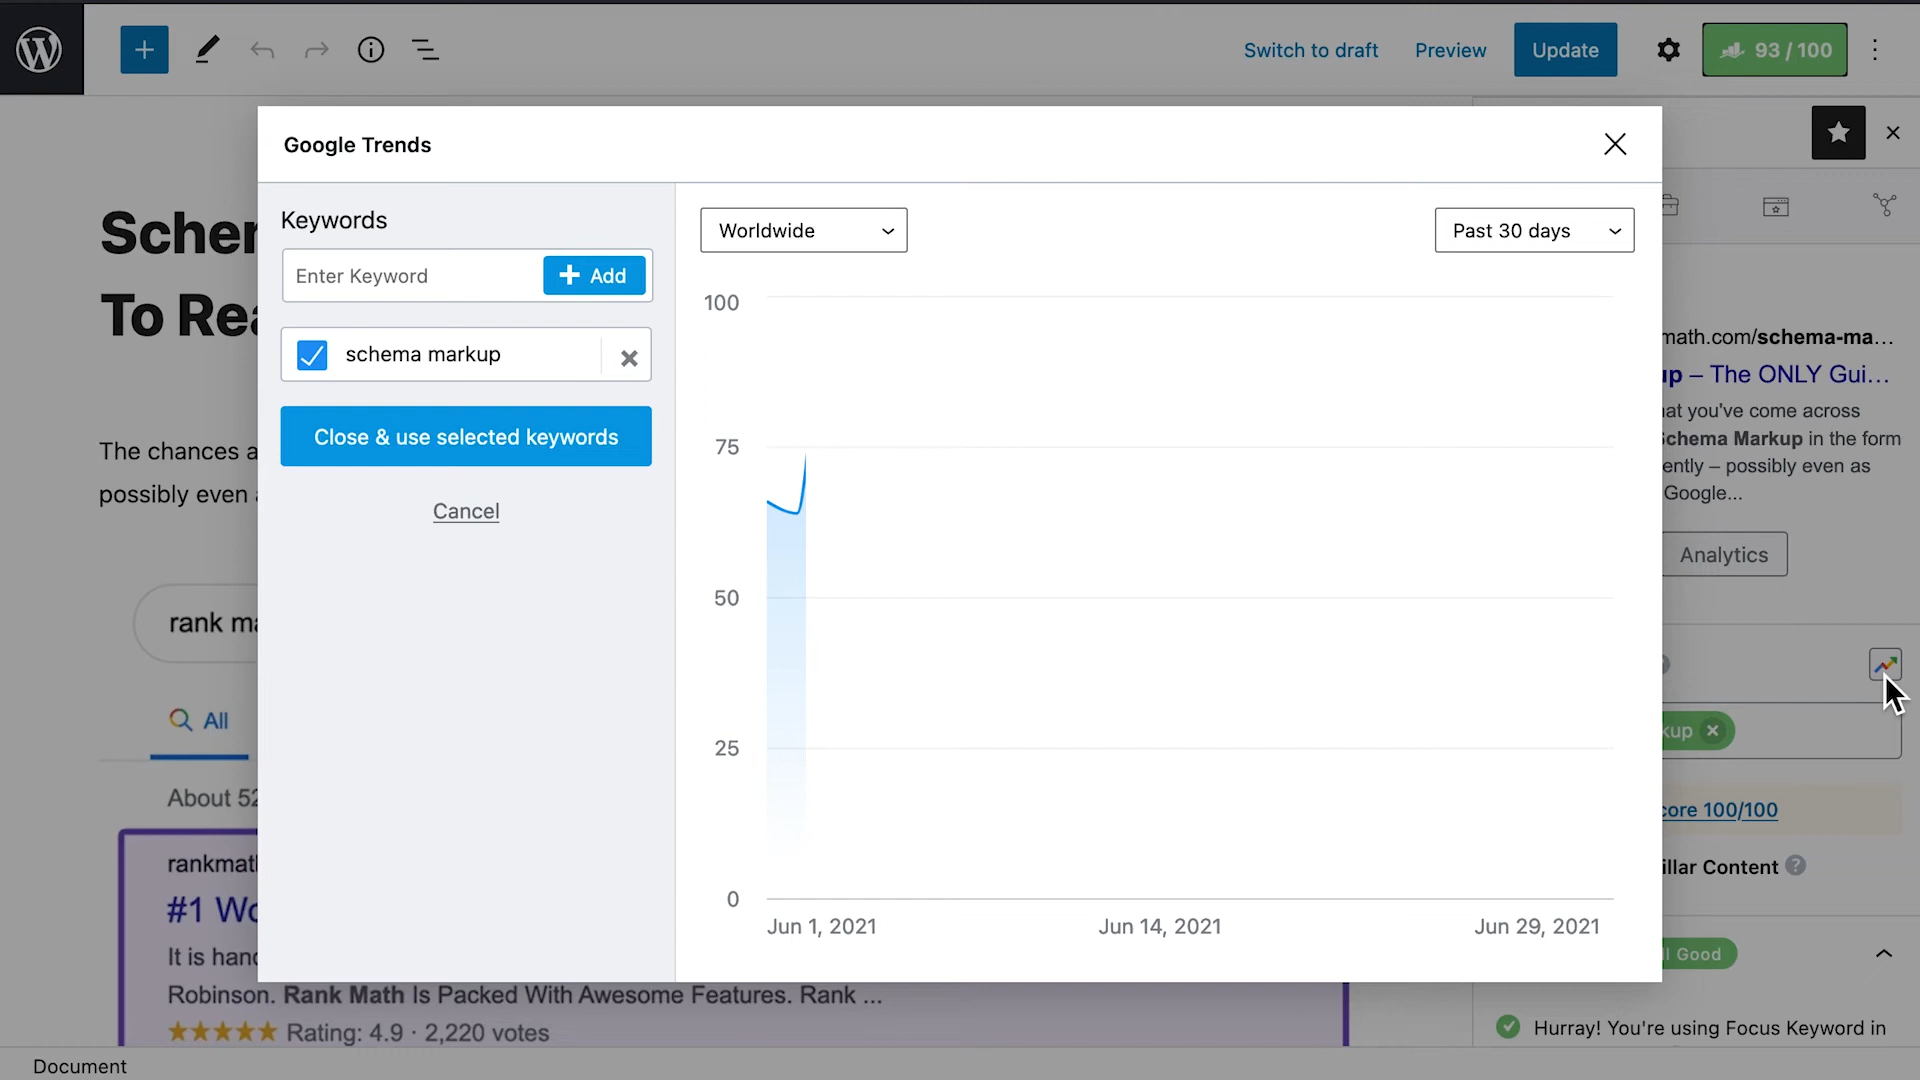 Switch to draft
Preview
Update
93 / 100
Google Trends
Keywords
Enter Keyword
Add
schema markup
Close & use selected keywords
Cancel
Worldwide
Past 30 days
100
75
50
25
0
Jun 1, 2021
Jun 14, 2021
Jun 29, 2021
Schem
To Rea
The chances a
possibly even a
rank ma
All
About 52
rankmath
#1 Wo
It is hand
Robinson. Rank Math Is Packed With Awesome Features. Rank ...
Rating: 4.9 · 2,220 votes
math.com/schema-ma...
up – The ONLY Gui...
hat you've come across
Schema Markup in the form
ently – possibly even as
Google...
Analytics
kup
core 100/100
illar Content
ll Good
Hurray! You're using Focus Keyword in
Document